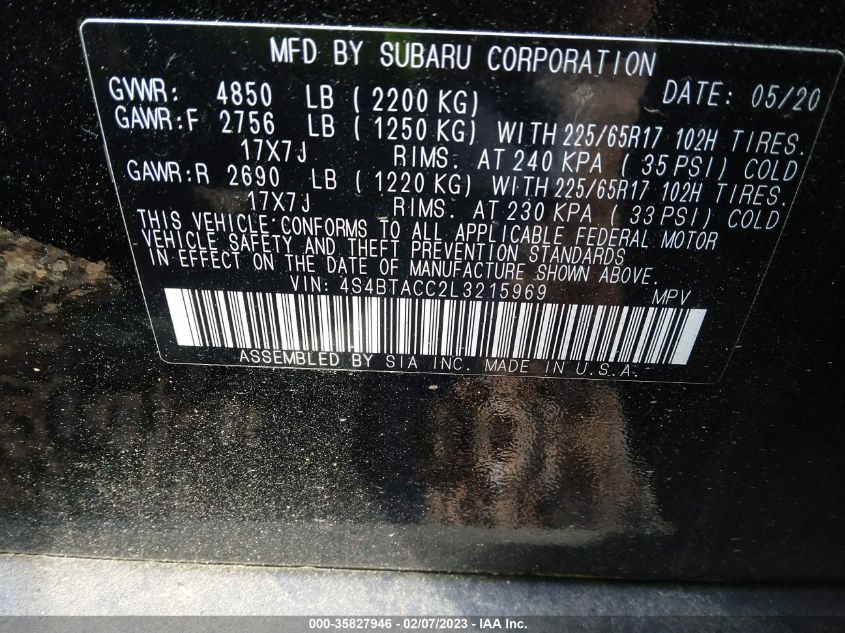 MFD BY SUBARU CORPORATION
GVWR: 4850 LB (2200 KG) DATE: 05/20
GAWR:F 2756 LB (1250 KG) WITH 225/65R17 102H TIRES.
17X7J RIMS. AT 240 KPA (35 PSI) COLD
GAWR:R 2690 LB (1220 KG) WITH 225/65R17 102H TIRES.
17X7J RIMS. AT 230 KPA (33 PSI) COLD
THIS VEHICLE CONFORMS TO ALL APPLICABLE FEDERAL MOTOR
VEHICLE SAFETY AND THEFT PREVENTION STANDARDS
IN EFFECT ON THE DATE OF MANUFACTURE SHOWN ABOVE.
VIN: 4S4BTACC2L3215969 MPV
ASSEMBLED BY SIA INC. MADE IN U.S.A.
000-35827946 - 02/07/2023 - IAA Inc.